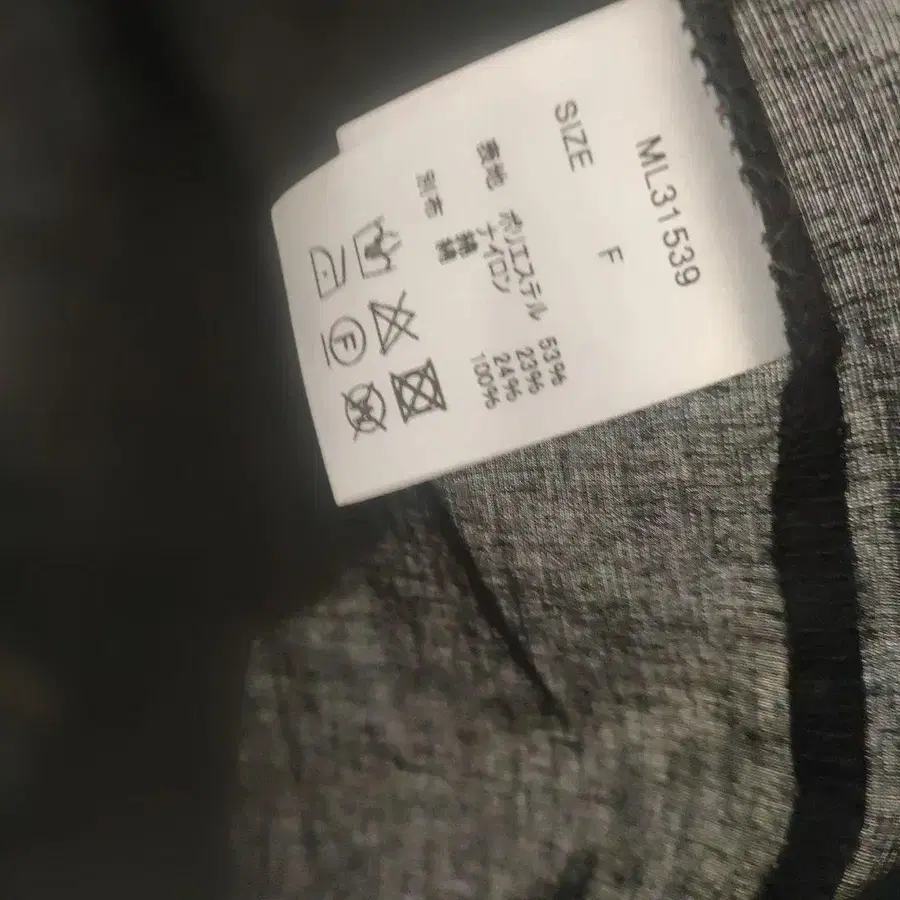 ML31539
SIZE F
表地 ポリエステル 53%
ナイロン 23%
綿 24%
別布 綿 100%
F
W